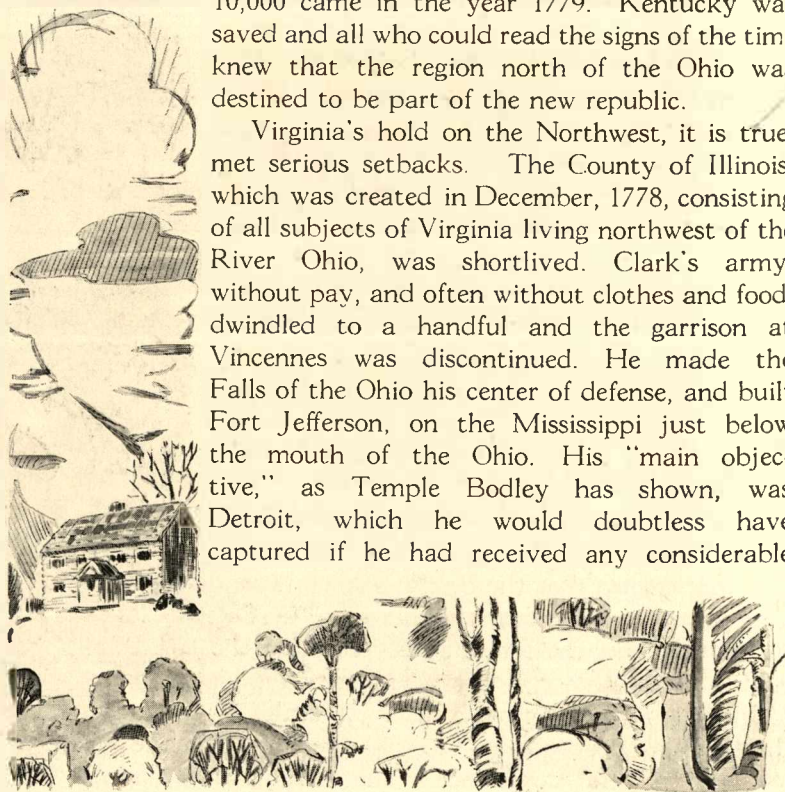 10,000 came in the year 1779. Kentucky wa
saved and all who could read the signs of the tim
knew that the region north of the Ohio wa
destined to be part of the new republic.
Virginia's hold on the Northwest, it is true
met serious setbacks. The County of Illinois
which was created in December, 1778, consisting
of all subjects of Virginia living northwest of th
River Ohio, was shortlived. Clark's army
without pay, and often without clothes and food
dwindled to a handful and the garrison at
Vincennes was discontinued. He made the
Falls of the Ohio his center of defense, and buil
Fort Jefferson, on the Mississippi just below
the mouth of the Ohio. His "main objec-
tive," as Temple Bodley has shown, was
Detroit, which he would doubtless have
captured if he had received any considerable